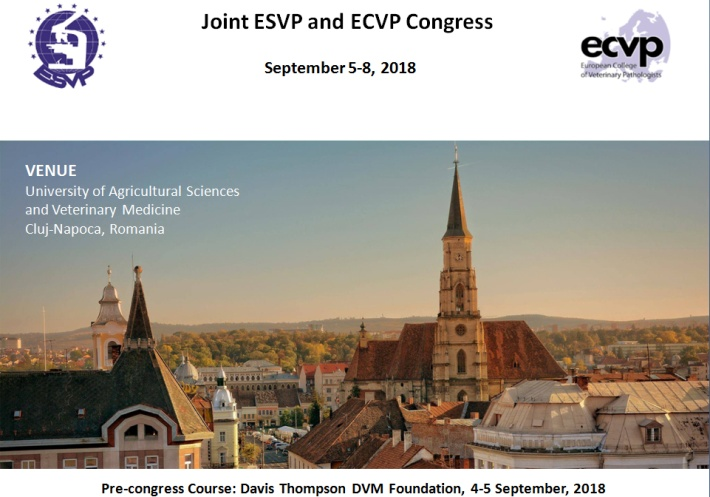 Joint ESVP and ECVP Congress
September 5-8, 2018
ESVP
ecvp
European College
of Veterinary Pathologists
VENUE
University of Agricultural Sciences
and Veterinary Medicine
Cluj-Napoca, Romania
Pre-congress Course: Davis Thompson DVM Foundation, 4-5 September, 2018